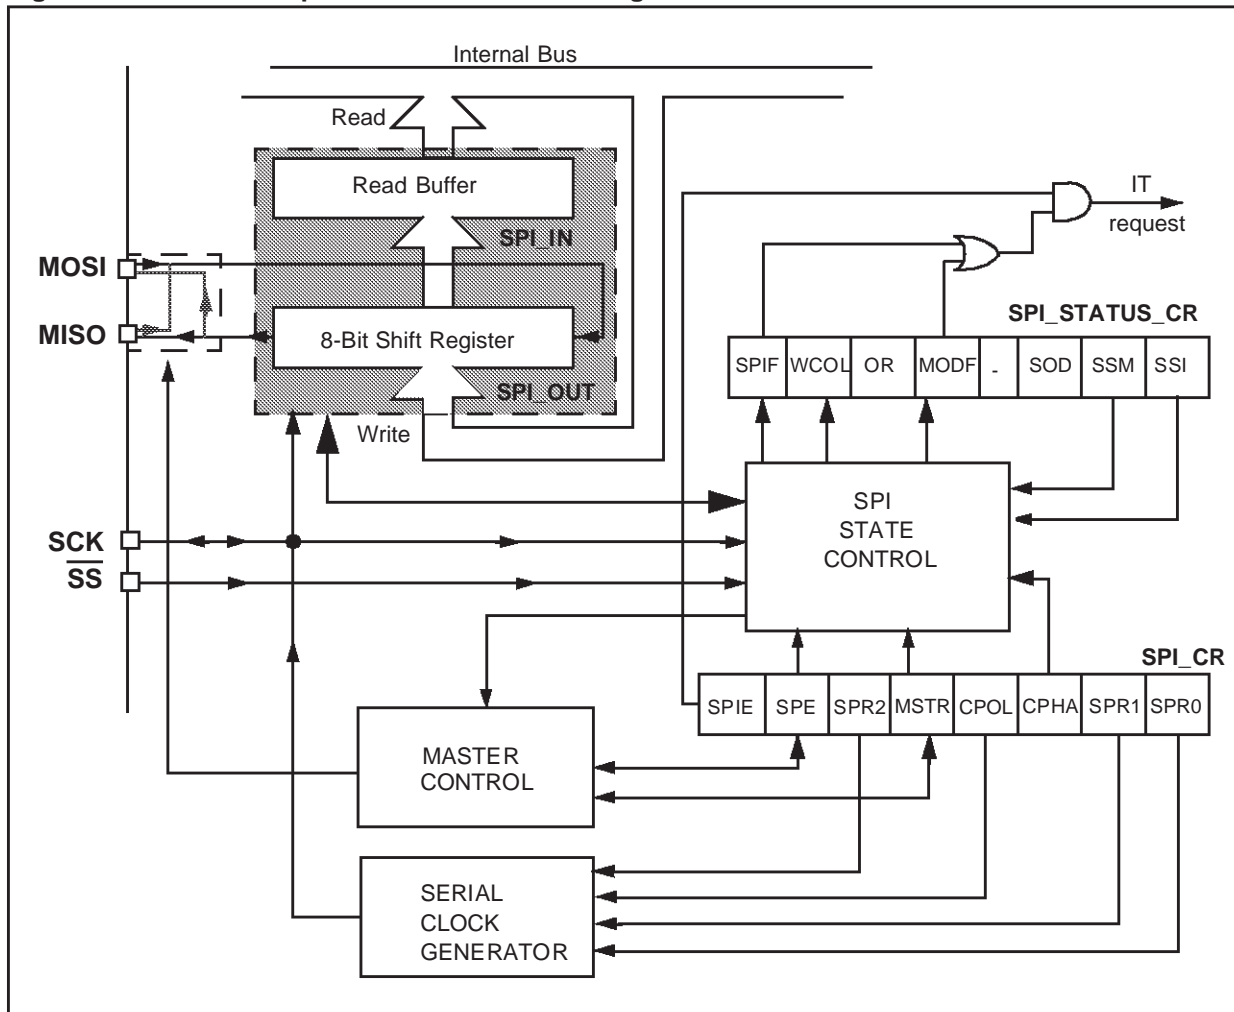 Internal Bus
Read
Read Buffer
SPI_IN
IT
request
MOSI
MISO
8-Bit Shift Register
SPI_OUT
Write
SPI_STATUS_CR
SPIF WCOL OR MODF - SOD SSM SSI
SPI
STATE
CONTROL
SCK
SS
SPI_CR
SPIE SPE SPR2 MSTR CPOL CPHA SPR1 SPR0
MASTER
CONTROL
SERIAL
CLOCK
GENERATOR